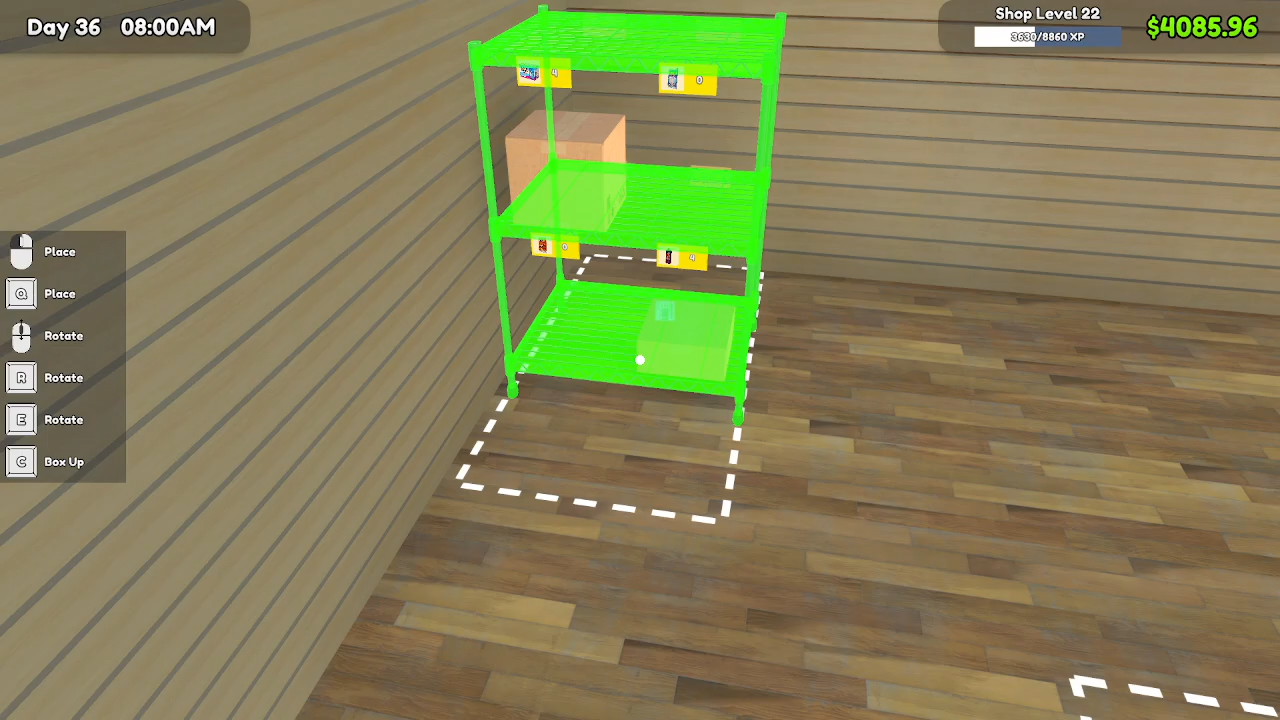 Day 36 08:00AM
Shop Level 22
3630/8860 XP
$4085.96
4
0
0
4
Place
Q Place
Rotate
R Rotate
E Rotate
C Box Up